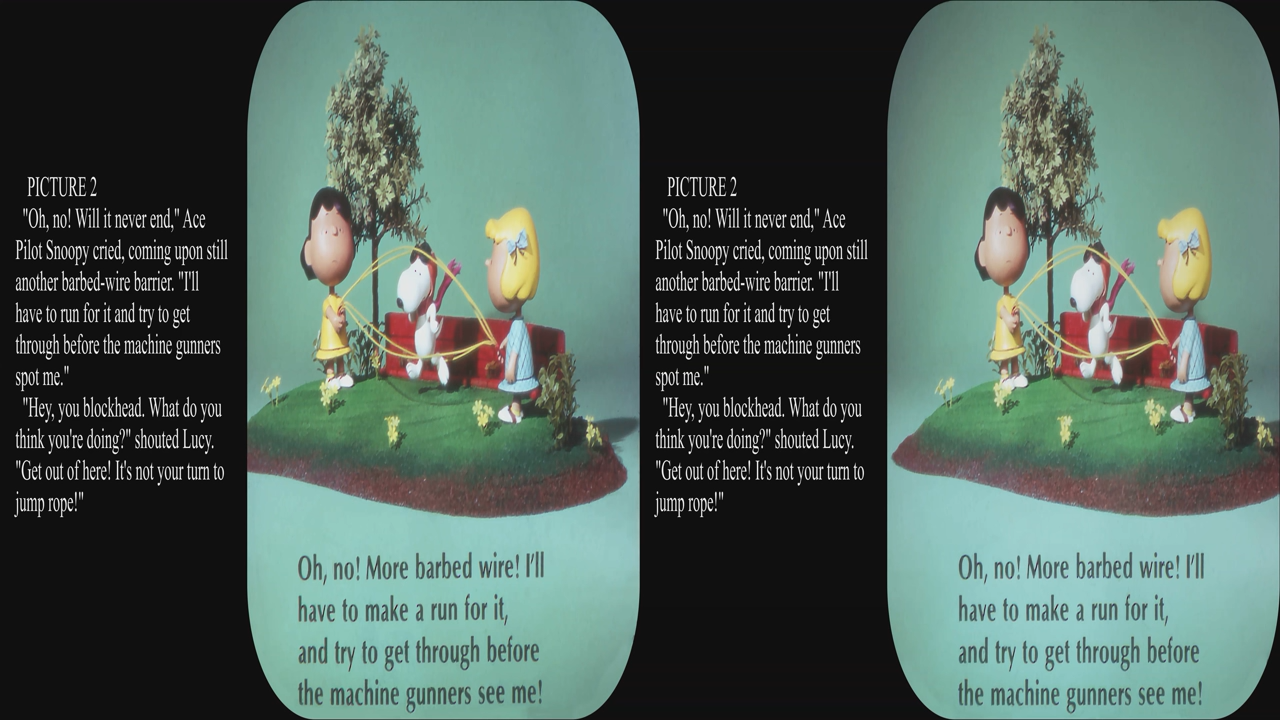 PICTURE 2
"Oh, no! Will it never end," Ace
Pilot Snoopy cried, coming upon still
another barbed-wire barrier. "I'll
have to run for it and try to get
through before the machine gunners
spot me."
"Hey, you blockhead. What do you
think you're doing?" shouted Lucy.
"Get out of here! It's not your turn to
jump rope!"
Oh, no! More barbed wire! I'll
have to make a run for it,
and try to get through before
the machine gunners see me!
PICTURE 2
"Oh, no! Will it never end," Ace
Pilot Snoopy cried, coming upon still
another barbed-wire barrier. "I'll
have to run for it and try to get
through before the machine gunners
spot me."
"Hey, you blockhead. What do you
think you're doing?" shouted Lucy.
"Get out of here! It's not your turn to
jump rope!"
Oh, no! More barbed wire! I'll
have to make a run for it,
and try to get through before
the machine gunners see me!